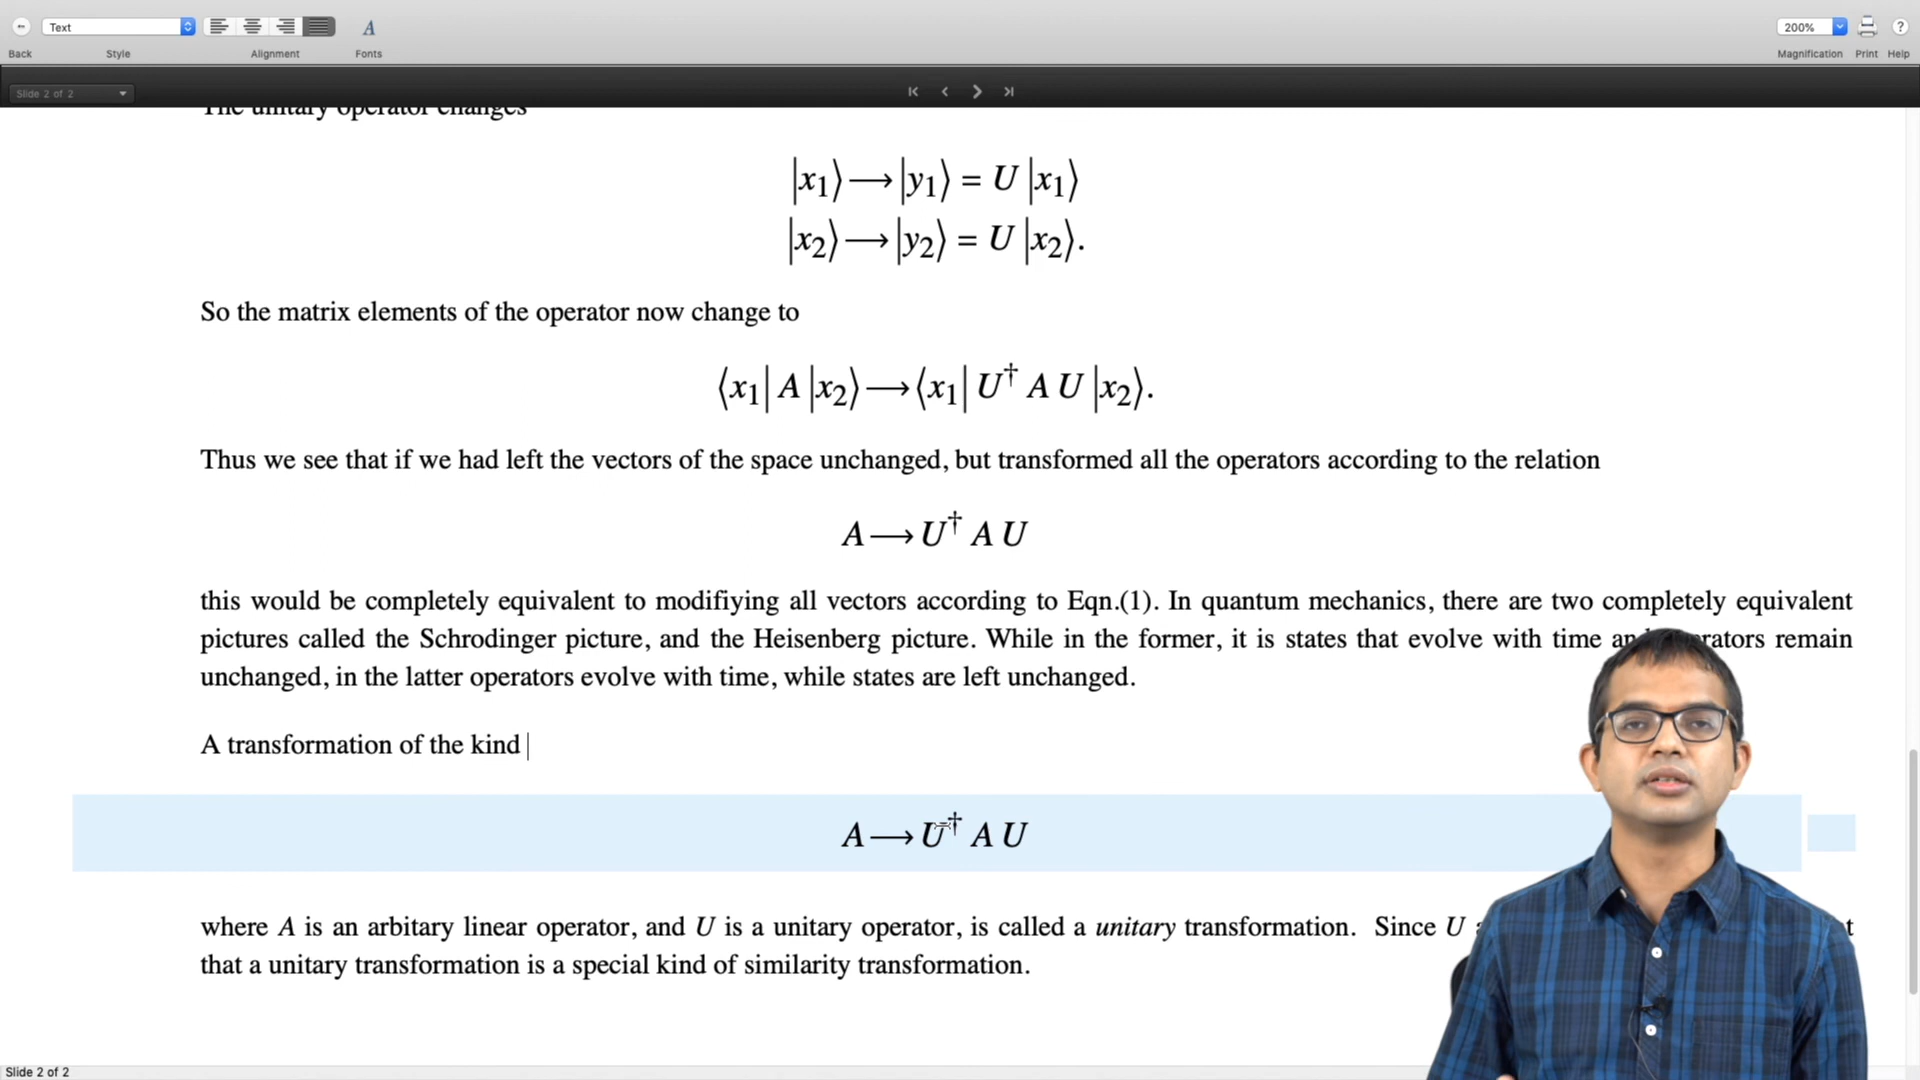 Text
200%
Back
Style
Alignment
Fonts
Magnification
Print
Help
Slide 2 of 2
The unitary operator changes
|x₁⟩ ⟶ |y₁⟩ = U |x₁⟩
|x₂⟩ ⟶ |y₂⟩ = U |x₂⟩.
So the matrix elements of the operator now change to
⟨x₁| A |x₂⟩ ⟶ ⟨x₁| U† A U |x₂⟩.
Thus we see that if we had left the vectors of the space unchanged, but transformed all the operators according to the relation
A ⟶ U† A U
this would be completely equivalent to modifiying all vectors according to Eqn.(1). In quantum mechanics, there are two completely equivalent
pictures called the Schrodinger picture, and the Heisenberg picture. While in the former, it is states that evolve with time remain
unchanged, in the latter operators evolve with time, while states are left unchanged.
A transformation of the kind
A ⟶ U† A U
where A is an arbitary linear operator, and U is a unitary operator, is called a unitary transformation. Since U
that a unitary transformation is a special kind of similarity transformation.
Slide 2 of 2